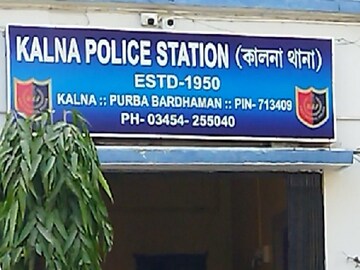 KALNA POLICE STATION (কালনা থানা)
ESTD-1950
KALNA :: PURBA BARDHAMAN :: PIN- 713409
PH- 03454- 255040